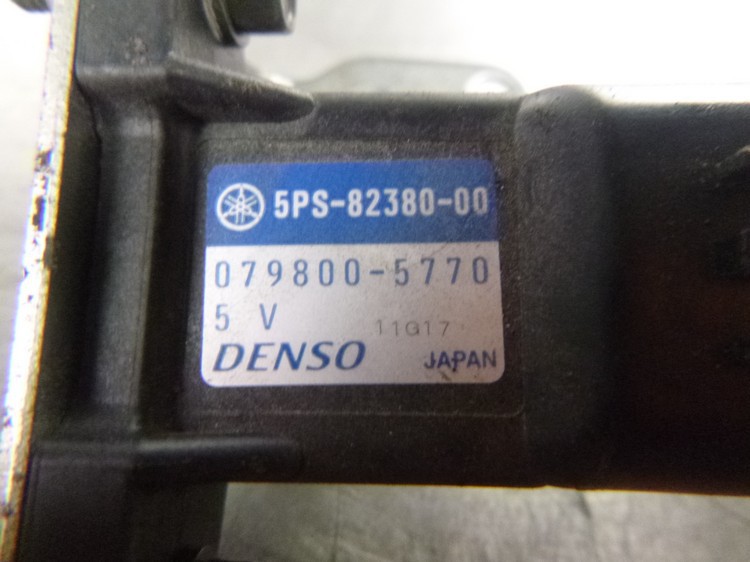 5PS-82380-00
079800-5770
5 V 11G17
DENSO JAPAN